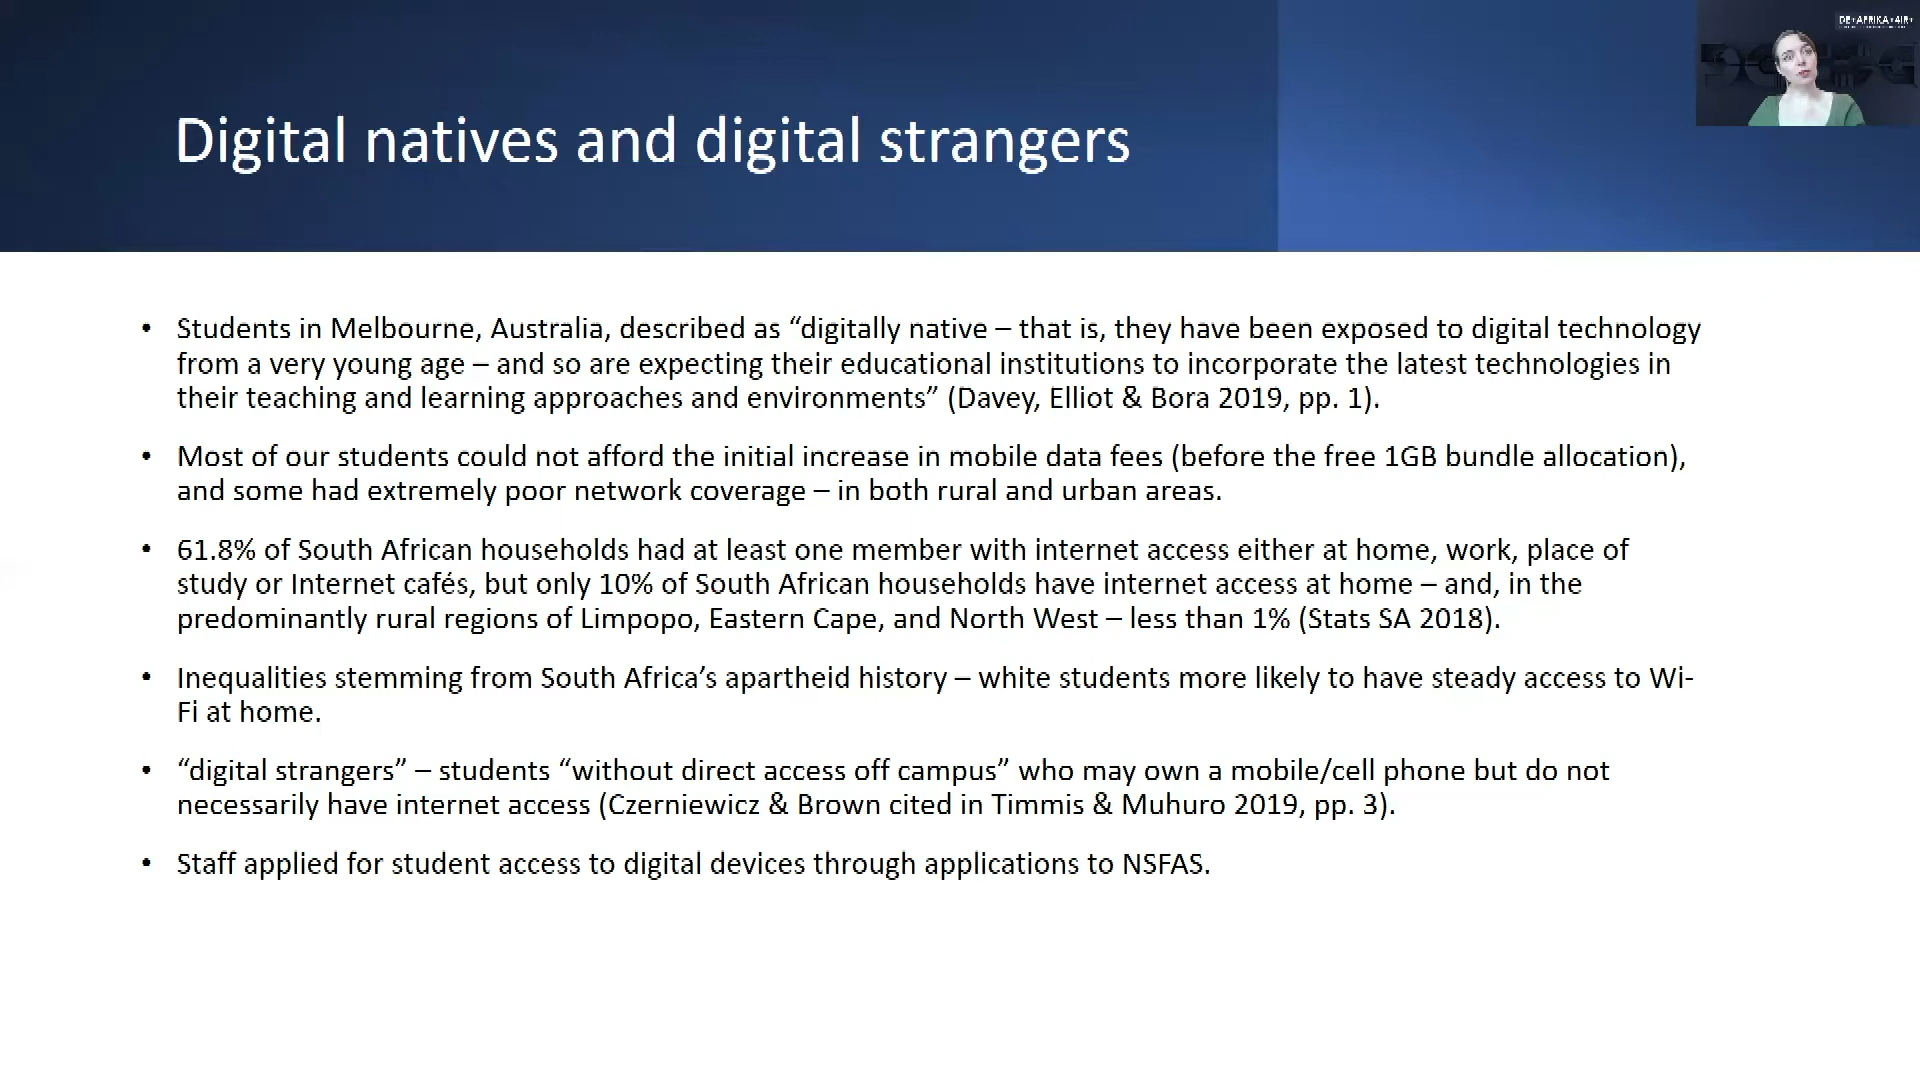 DE•AFRIKA•4IR•
Digital natives and digital strangers
• Students in Melbourne, Australia, described as “digitally native – that is, they have been exposed to digital technology
from a very young age – and so are expecting their educational institutions to incorporate the latest technologies in
their teaching and learning approaches and environments” (Davey, Elliot & Bora 2019, pp. 1).
• Most of our students could not afford the initial increase in mobile data fees (before the free 1GB bundle allocation),
and some had extremely poor network coverage – in both rural and urban areas.
• 61.8% of South African households had at least one member with internet access either at home, work, place of
study or Internet cafés, but only 10% of South African households have internet access at home – and, in the
predominantly rural regions of Limpopo, Eastern Cape, and North West – less than 1% (Stats SA 2018).
• Inequalities stemming from South Africa’s apartheid history – white students more likely to have steady access to Wi-
Fi at home.
• “digital strangers” – students “without direct access off campus” who may own a mobile/cell phone but do not
necessarily have internet access (Czerniewicz & Brown cited in Timmis & Muhuro 2019, pp. 3).
• Staff applied for student access to digital devices through applications to NSFAS.